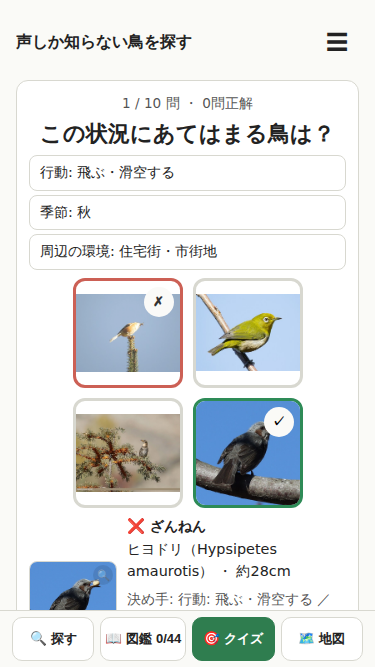 声しか知らない鳥を探す
1 / 10 問 ・ 0問正解
この状況にあてはまる鳥は？
行動: 飛ぶ・滑空する
季節: 秋
周辺の環境: 住宅街・市街地
✗
✓
❌ ざんねん
ヒヨドリ（Hypsipetes
amaurotis） ・ 約28cm
決め手: 行動: 飛ぶ・滑空する ／
🔍 探す
📖 図鑑 0/44
🎯 クイズ
🗺️ 地図